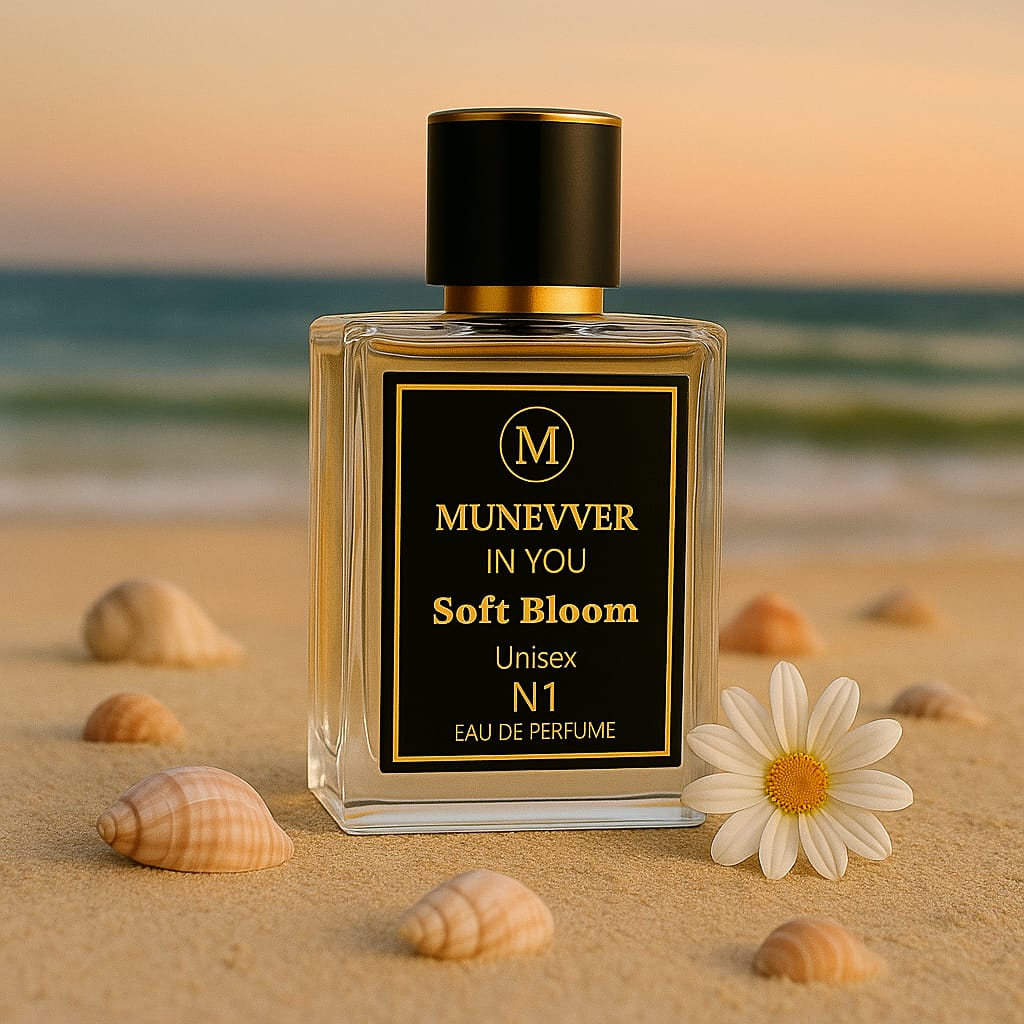 M
MUNEVVER
IN YOU
Soft Bloom
Unisex
N1
EAU DE PERFUME